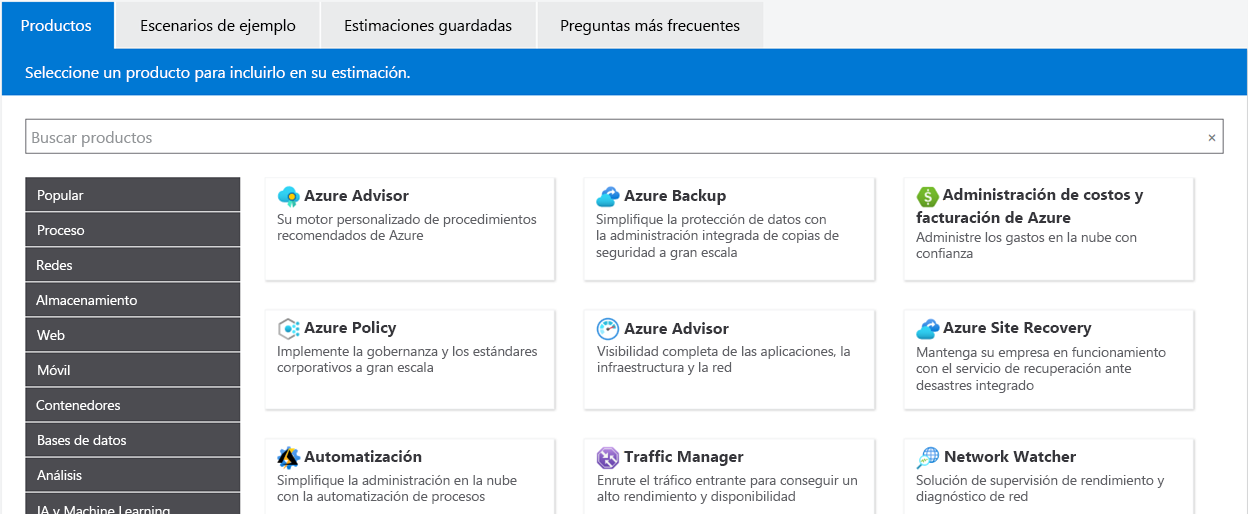 Productos
Escenarios de ejemplo
Estimaciones guardadas
Preguntas más frecuentes
Seleccione un producto para incluirlo en su estimación.
Buscar productos
×
Popular
Proceso
Redes
Almacenamiento
Web
Móvil
Contenedores
Bases de datos
Análisis
IA y Machine Learning
Azure Advisor
Su motor personalizado de procedimientos
recomendados de Azure
Azure Backup
Simplifique la protección de datos con
la administración integrada de copias de
seguridad a gran escala
Administración de costos y
facturación de Azure
Administre los gastos en la nube con
confianza
Azure Policy
Implemente la gobernanza y los estándares
corporativos a gran escala
Azure Advisor
Visibilidad completa de las aplicaciones, la
infraestructura y la red
Azure Site Recovery
Mantenga su empresa en funcionamiento
con el servicio de recuperación ante
desastres integrado
Automatización
Simplifique la administración en la nube
con la automatización de procesos
Traffic Manager
Enrute el tráfico entrante para conseguir un
alto rendimiento y disponibilidad
Network Watcher
Solución de supervisión de rendimiento y
diagnóstico de red